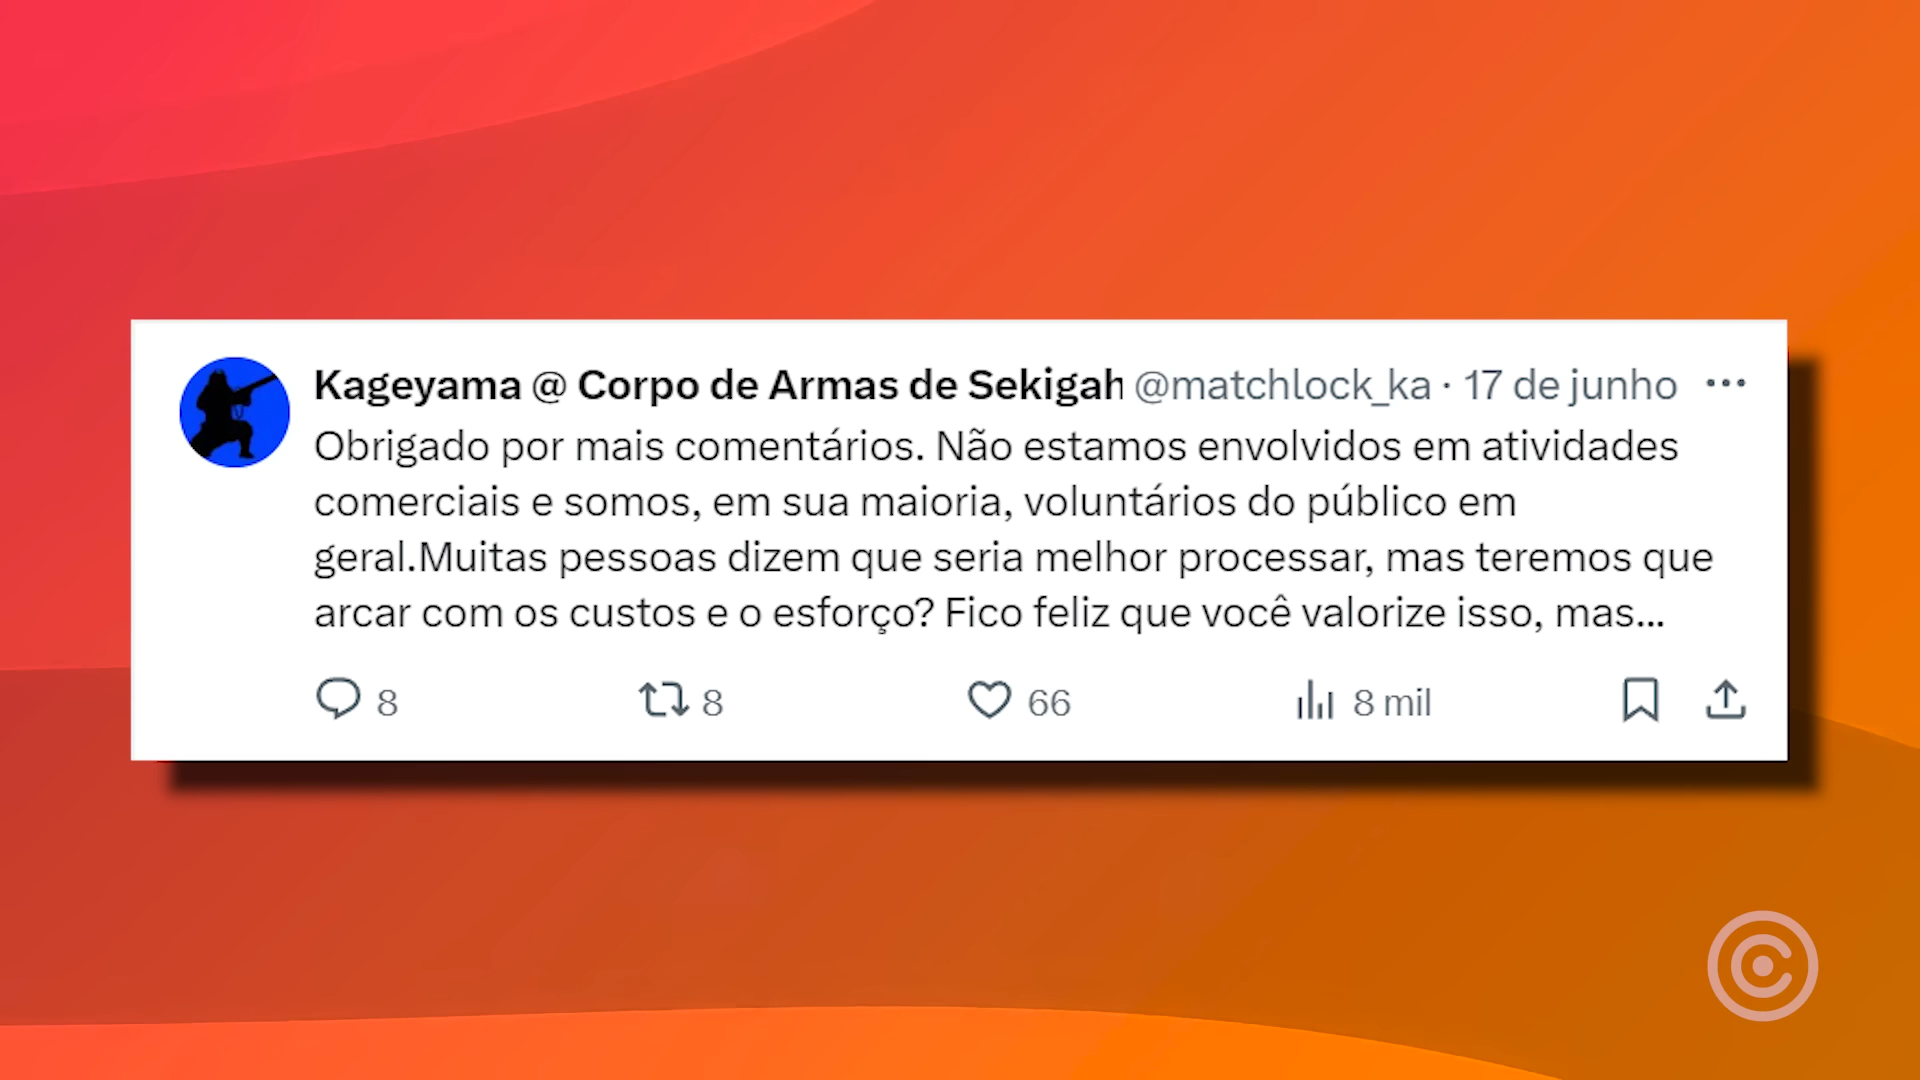 Kageyama @ Corpo de Armas de Sekigah @matchlock_ka · 17 de junho
Obrigado por mais comentários. Não estamos envolvidos em atividades
comerciais e somos, em sua maioria, voluntários do público em
geral.Muitas pessoas dizem que seria melhor processar, mas teremos que
arcar com os custos e o esforço? Fico feliz que você valorize isso, mas...
8 8 66 8 mil